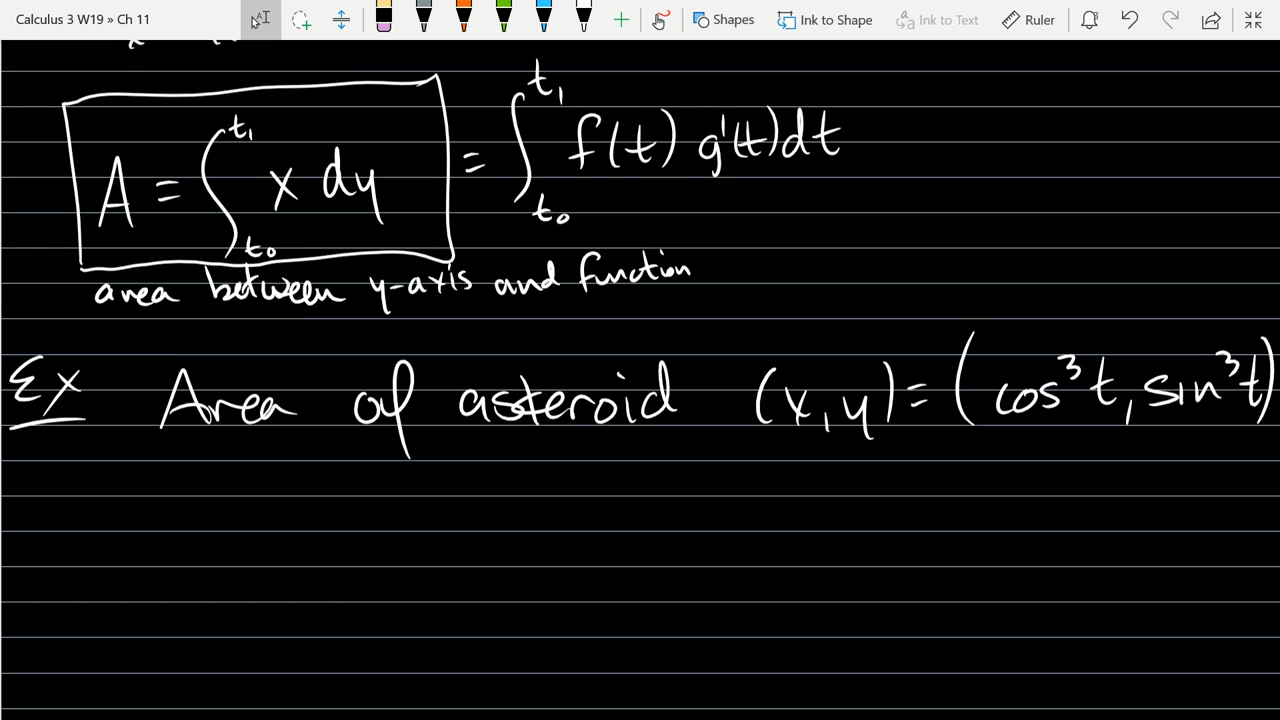 Calculus 3 W19 » Ch 11
Shapes
Ink to Shape
Ink to Text
Ruler
A = ∫_{t₀}^{t₁} x dy = ∫_{t₀}^{t₁} f(t) g'(t) dt
area between y-axis and function
Ex Area of asteroid (x, y) = (cos³t, sin³t)